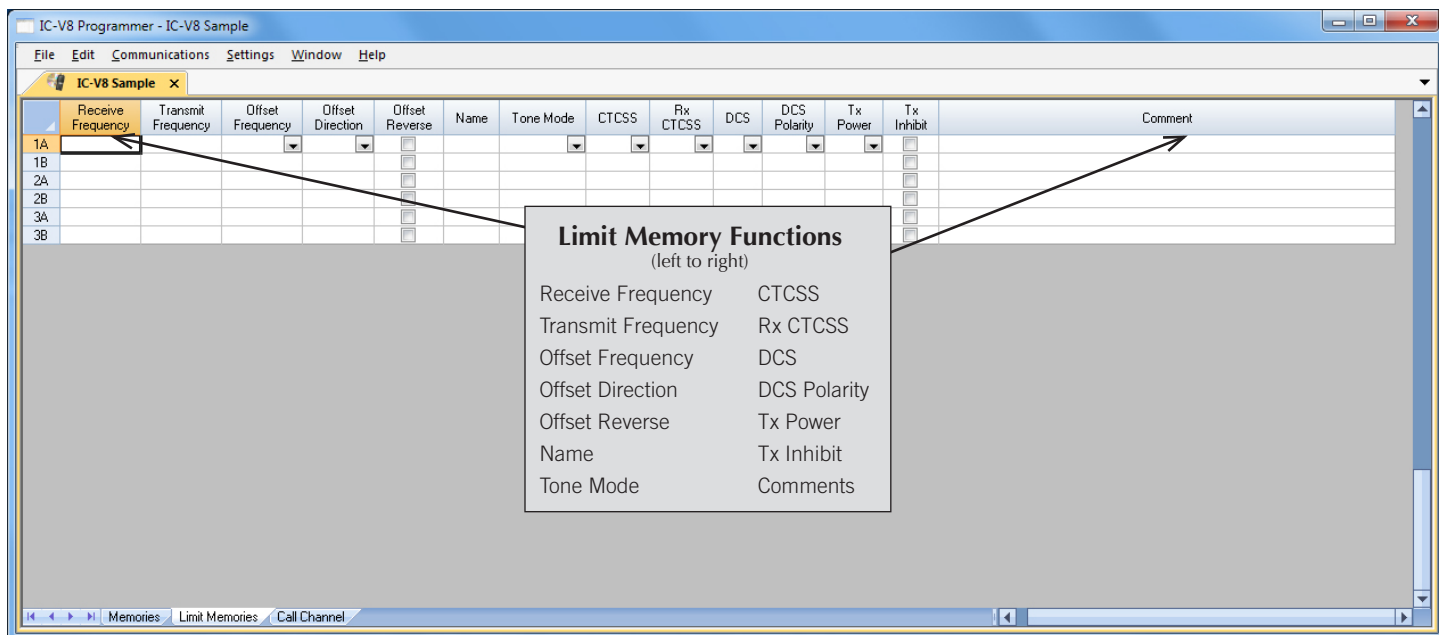 IC-V8 Programmer - IC-V8 Sample
File Edit Communications Settings Window Help
IC-V8 Sample X
Receive Frequency Transmit Frequency Offset Frequency Offset Direction Offset Reverse Name Tone Mode CTCSS Rx CTCSS DCS DCS Polarity Tx Power Tx Inhibit Comment
1A
1B
2A
2B
3A
3B
Limit Memory Functions
(left to right)
Receive Frequency CTCSS
Transmit Frequency Rx CTCSS
Offset Frequency DCS
Offset Direction DCS Polarity
Offset Reverse Tx Power
Name Tx Inhibit
Tone Mode Comments
Memories Limit Memories Call Channel